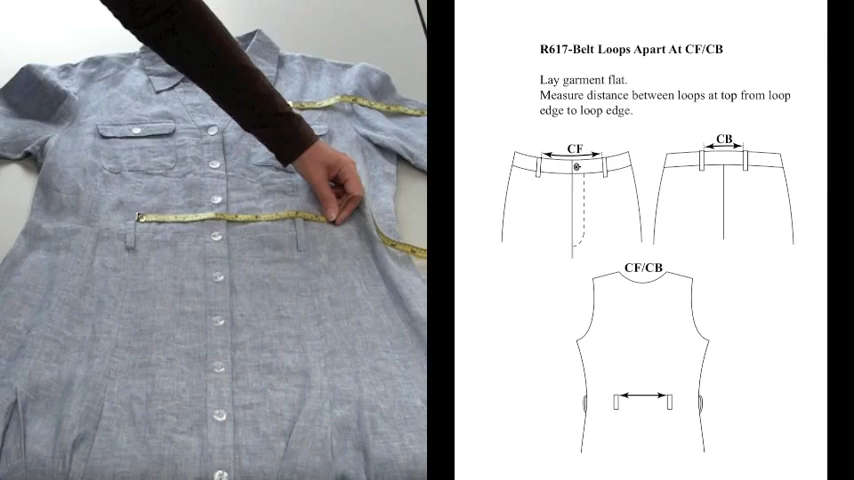 R617-Belt Loops Apart At CF/CB
Lay garment flat.
Measure distance between loops at top from loop
edge to loop edge.
CF
CB
CF/CB